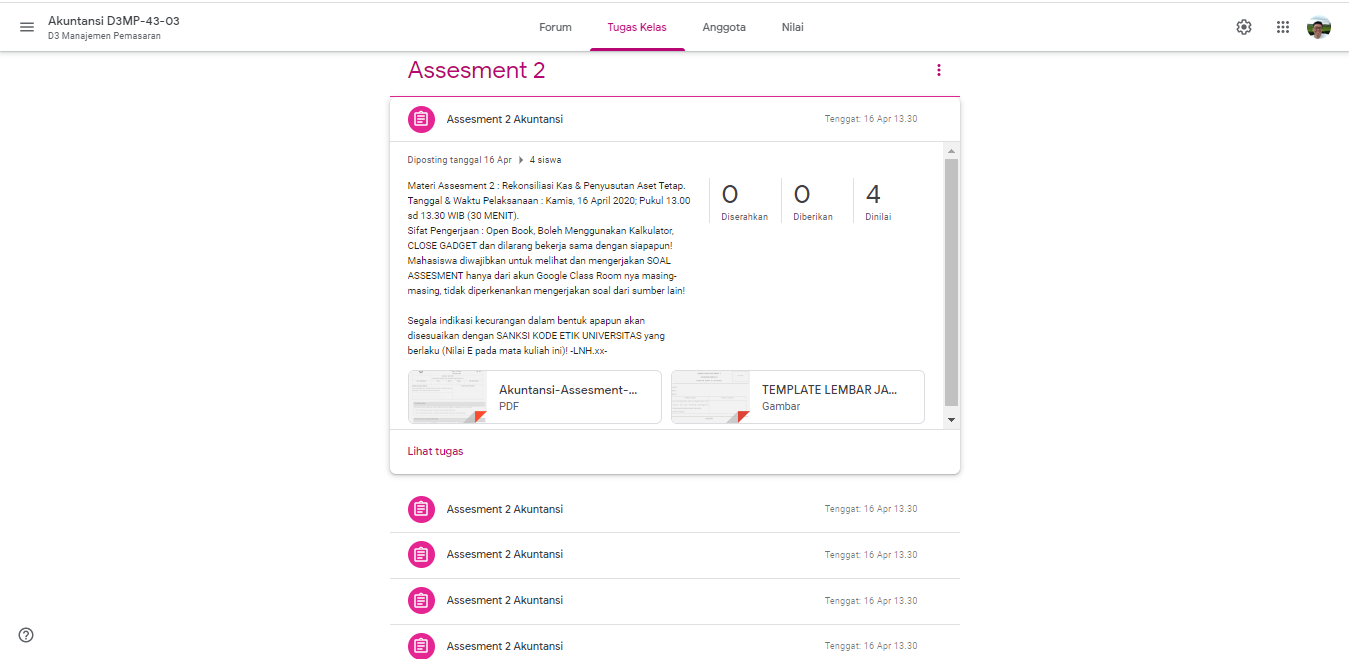 Akuntansi D3MP-43-03
D3 Manajemen Pemasaran
Forum
Tugas Kelas
Anggota
Nilai
Assesment 2
Assesment 2 Akuntansi
Tenggat: 16 Apr 13.30
Diposting tanggal 16 Apr
4 siswa
Materi Assesment 2 : Rekonsiliasi Kas & Penyusutan Aset Tetap.
Tanggal & Waktu Pelaksanaan : Kamis, 16 April 2020; Pukul 13.00
sd 13.30 WIB (30 MENIT).
Sifat Pengerjaan : Open Book, Boleh Menggunakan Kalkulator,
CLOSE GADGET dan dilarang bekerja sama dengan siapapun!
Mahasiswa diwajibkan untuk melihat dan mengerjakan SOAL
ASSESMENT hanya dari akun Google Class Room nya masing-
masing, tidak diperkenankan mengerjakan soal dari sumber lain!
Segala indikasi kecurangan dalam bentuk apapun akan
disesuaikan dengan SANKSI KODE ETIK UNIVERSITAS yang
berlaku (Nilai E pada mata kuliah ini)! -LNH.xx-
0
Diserahkan
0
Diberikan
4
Dinilai
Akuntansi-Assesment-...
PDF
TEMPLATE LEMBAR JA...
Gambar
Lihat tugas
Assesment 2 Akuntansi
Tenggat: 16 Apr 13.30
Assesment 2 Akuntansi
Tenggat: 16 Apr 13.30
Assesment 2 Akuntansi
Tenggat: 16 Apr 13.30
Assesment 2 Akuntansi
Tenggat: 16 Apr 13.30